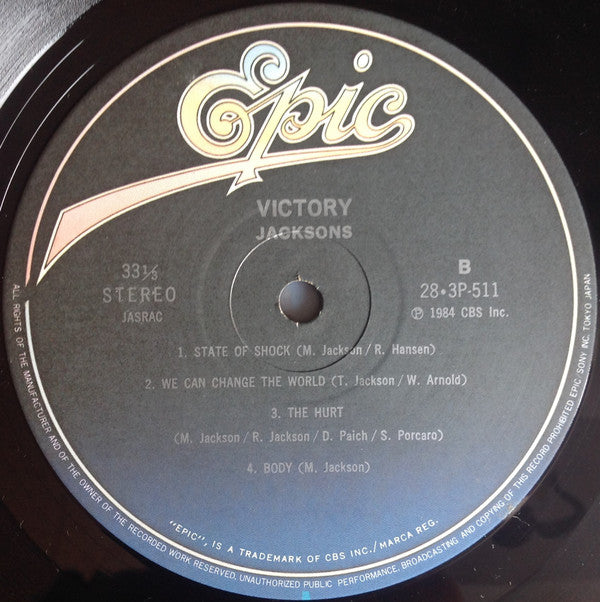 Epic
VICTORY
JACKSONS
33⅓
STEREO
JASRAC
B
28•3P-511
℗ 1984 CBS Inc.
1. STATE OF SHOCK (M. Jackson/R. Hansen)
2. WE CAN CHANGE THE WORLD (T. Jackson/W. Arnold)
3. THE HURT
(M. Jackson/R. Jackson/D. Paich/S. Porcaro)
4. BODY (M. Jackson)
"EPIC", IS A TRADEMARK OF CBS INC./MARCA REG.
ALL RIGHTS OF THE MANUFACTURER AND OF THE OWNER OF THE RECORDED WORK RESERVED. UNAUTHORIZED PUBLIC PERFORMANCE, BROADCASTING AND COPYING OF THIS RECORD PROHIBITED EPIC/SONY INC. TOKYO JAPAN